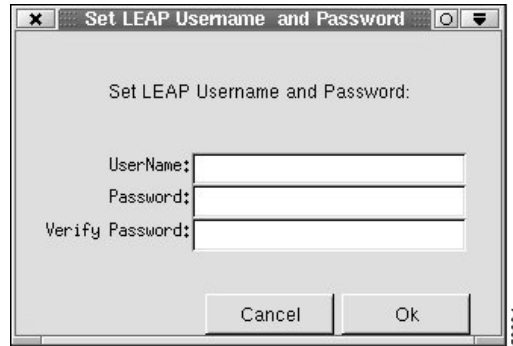 Set LEAP Username and Password
Set LEAP Username and Password:
UserName:
Password:
Verify Password:
Cancel
Ok